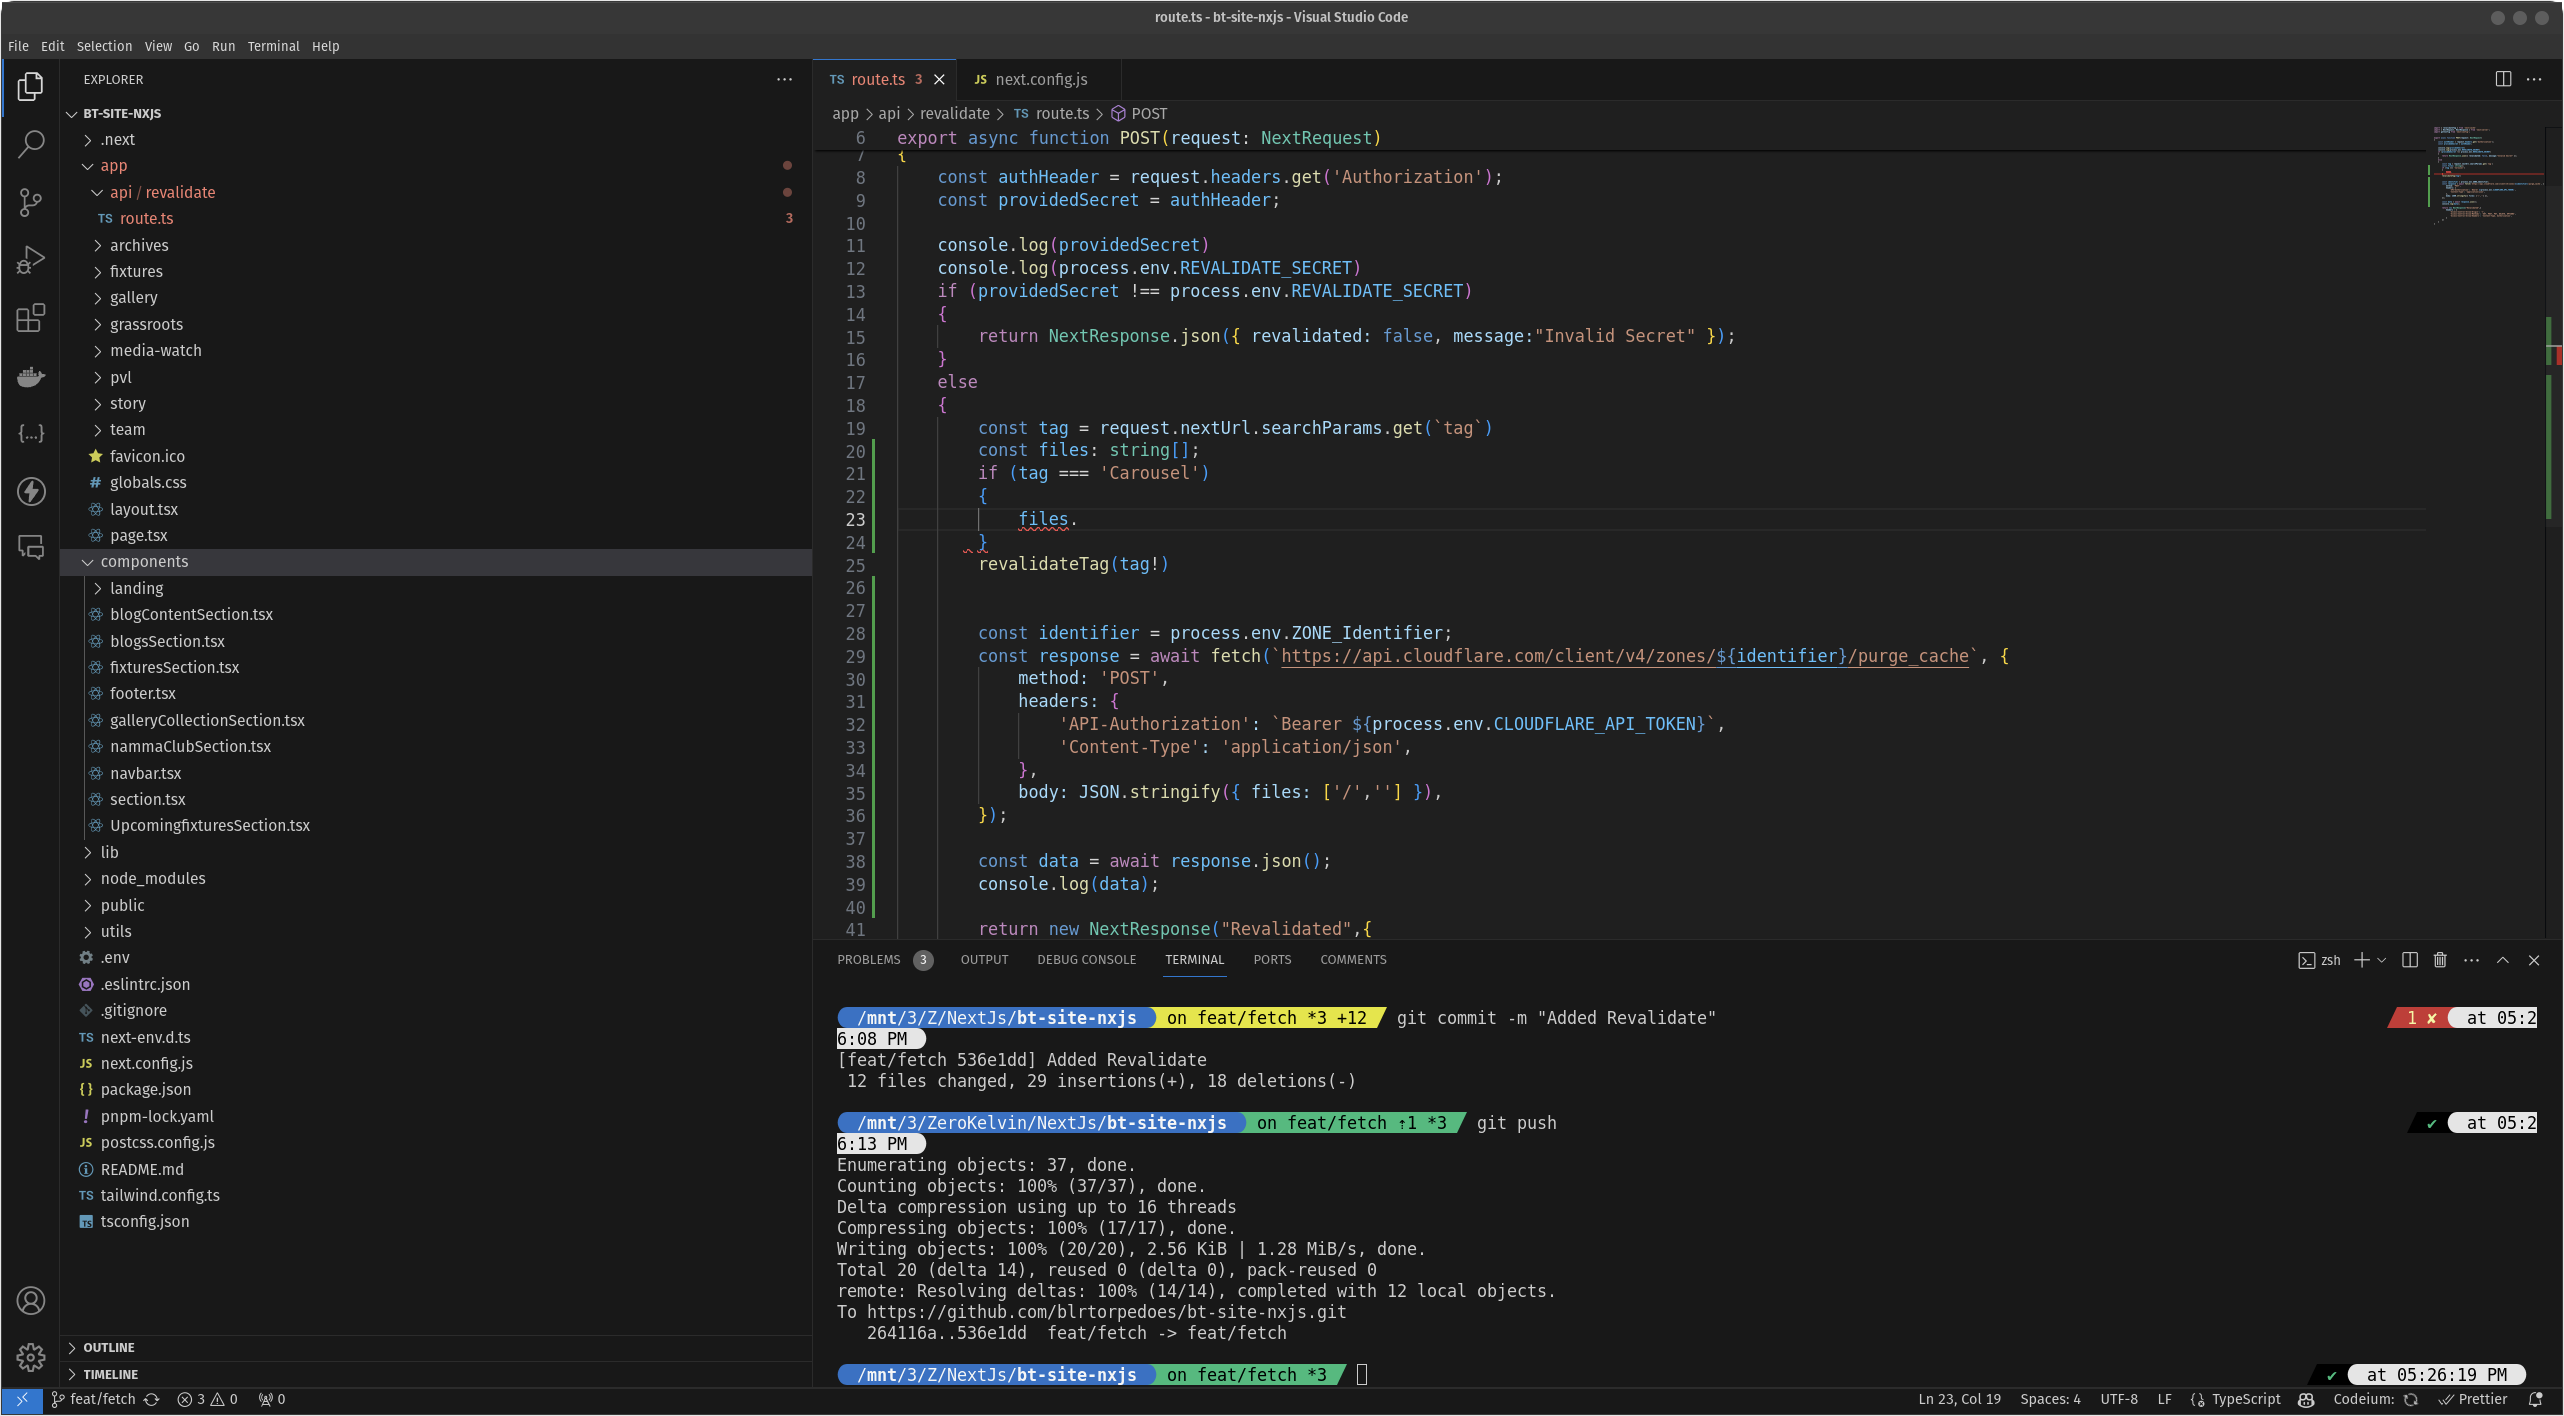 route.ts - bt-site-nxjs - Visual Studio Code
File Edit Selection View Go Run Terminal Help
EXPLORER
BT-SITE-NXJS
.next
app
api / revalidate
TS route.ts 3
archives
fixtures
gallery
grassroots
media-watch
pvl
story
team
favicon.ico
# globals.css
layout.tsx
page.tsx
components
landing
blogContentSection.tsx
blogsSection.tsx
fixturesSection.tsx
footer.tsx
galleryCollectionSection.tsx
nammaClubSection.tsx
navbar.tsx
section.tsx
UpcomingfixturesSection.tsx
lib
node_modules
public
utils
.env
.eslintrc.json
.gitignore
TS next-env.d.ts
JS next.config.js
{} package.json
! pnpm-lock.yaml
JS postcss.config.js
README.md
TS tailwind.config.ts
TS tsconfig.json
OUTLINE
TIMELINE
TS route.ts 3
JS next.config.js
app > api > revalidate > TS route.ts > POST
6 export async function POST(request: NextRequest)
7 {
8 const authHeader = request.headers.get('Authorization');
9 const providedSecret = authHeader;
10
11 console.log(providedSecret)
12 console.log(process.env.REVALIDATE_SECRET)
13 if (providedSecret !== process.env.REVALIDATE_SECRET)
14 {
15 return NextResponse.json({ revalidated: false, message:"Invalid Secret" });
16 }
17 else
18 {
19 const tag = request.nextUrl.searchParams.get(`tag`)
20 const files: string[];
21 if (tag === 'Carousel')
22 {
23 files.
24 }
25 revalidateTag(tag!)
26
27
28 const identifier = process.env.ZONE_Identifier;
29 const response = await fetch(`https://api.cloudflare.com/client/v4/zones/${identifier}/purge_cache`, {
30 method: 'POST',
31 headers: {
32 'API-Authorization': `Bearer ${process.env.CLOUDFLARE_API_TOKEN}`,
33 'Content-Type': 'application/json',
34 },
35 body: JSON.stringify({ files: ['/',''] }),
36 });
37
38 const data = await response.json();
39 console.log(data);
40
41 return new NextResponse("Revalidated",{
PROBLEMS 3 OUTPUT DEBUG CONSOLE TERMINAL PORTS COMMENTS
zsh
/mnt/3/Z/NextJs/bt-site-nxjs on feat/fetch *3 +12 git commit -m "Added Revalidate" 1 ✘ at 05:2
6:08 PM
[feat/fetch 536e1dd] Added Revalidate
12 files changed, 29 insertions(+), 18 deletions(-)
/mnt/3/ZeroKelvin/NextJs/bt-site-nxjs on feat/fetch ⇡1 *3 git push ✔ at 05:2
6:13 PM
Enumerating objects: 37, done.
Counting objects: 100% (37/37), done.
Delta compression using up to 16 threads
Compressing objects: 100% (17/17), done.
Writing objects: 100% (20/20), 2.56 KiB | 1.28 MiB/s, done.
Total 20 (delta 14), reused 0 (delta 0), pack-reused 0
remote: Resolving deltas: 100% (14/14), completed with 12 local objects.
To https://github.com/blrtorpedoes/bt-site-nxjs.git
264116a..536e1dd feat/fetch -> feat/fetch
/mnt/3/Z/NextJs/bt-site-nxjs on feat/fetch *3 ✔ at 05:26:19 PM
feat/fetch 3 0 0
Ln 23, Col 19 Spaces: 4 UTF-8 LF TypeScript Codeium: Prettier